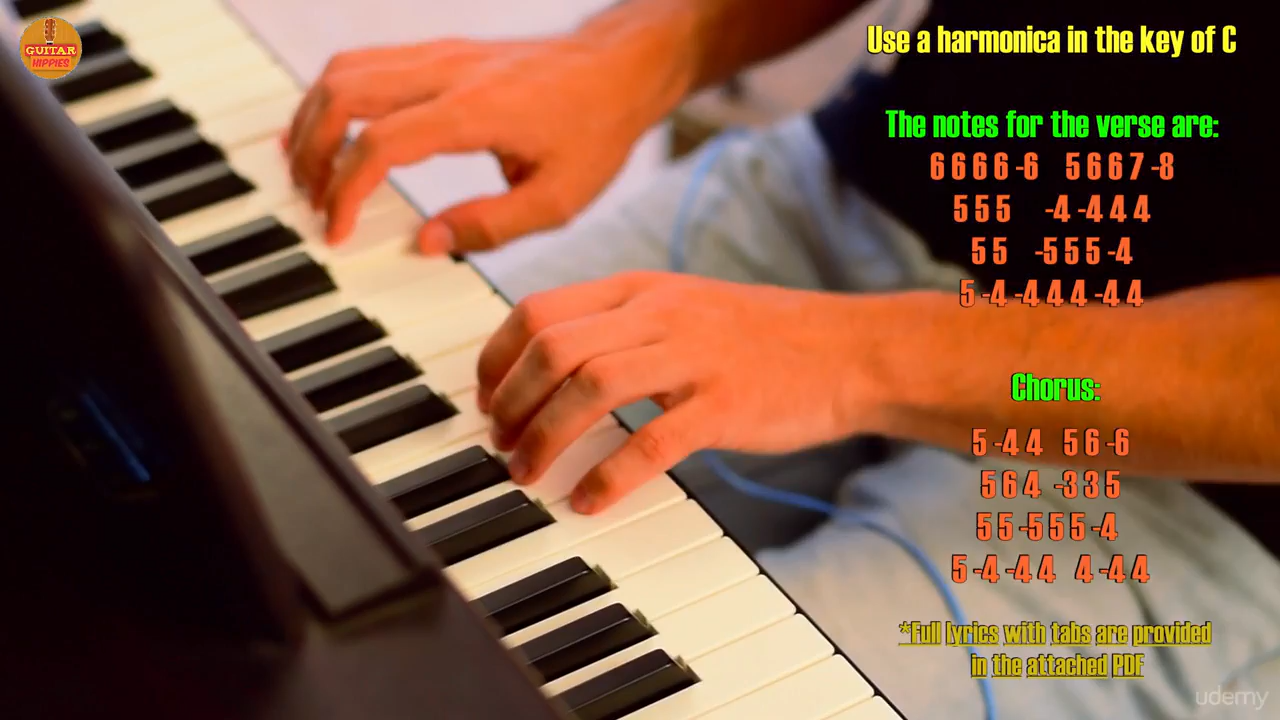 GUITAR
HIPPIES
Use a harmonica in the key of C
The notes for the verse are:
6 6 6 6 -6 5 6 6 7 -8
5 5 5 -4 -4 4 4
5 5 -5 5 5 -4
5 -4 -4 4 4 -4 4
Chorus:
5 -4 4 5 6 -6
5 6 4 -3 3 5
5 5 -5 5 5 -4
5 -4 -4 4 4 -4 4
*Full lyrics with tabs are provided
in the attached PDF
udemy